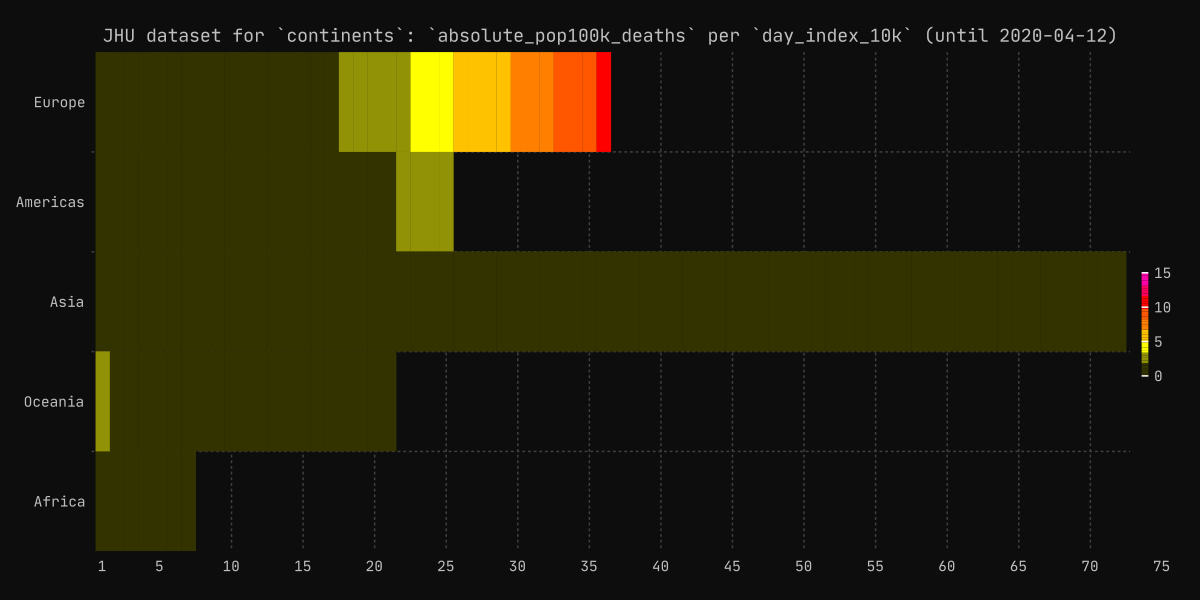 JHU dataset for `continents`: `absolute_pop100k_deaths` per `day_index_10k` (until 2020-04-12)
Europe
Americas
Asia
Oceania
Africa
15
10
5
0
1 5 10 15 20 25 30 35 40 45 50 55 60 65 70 75